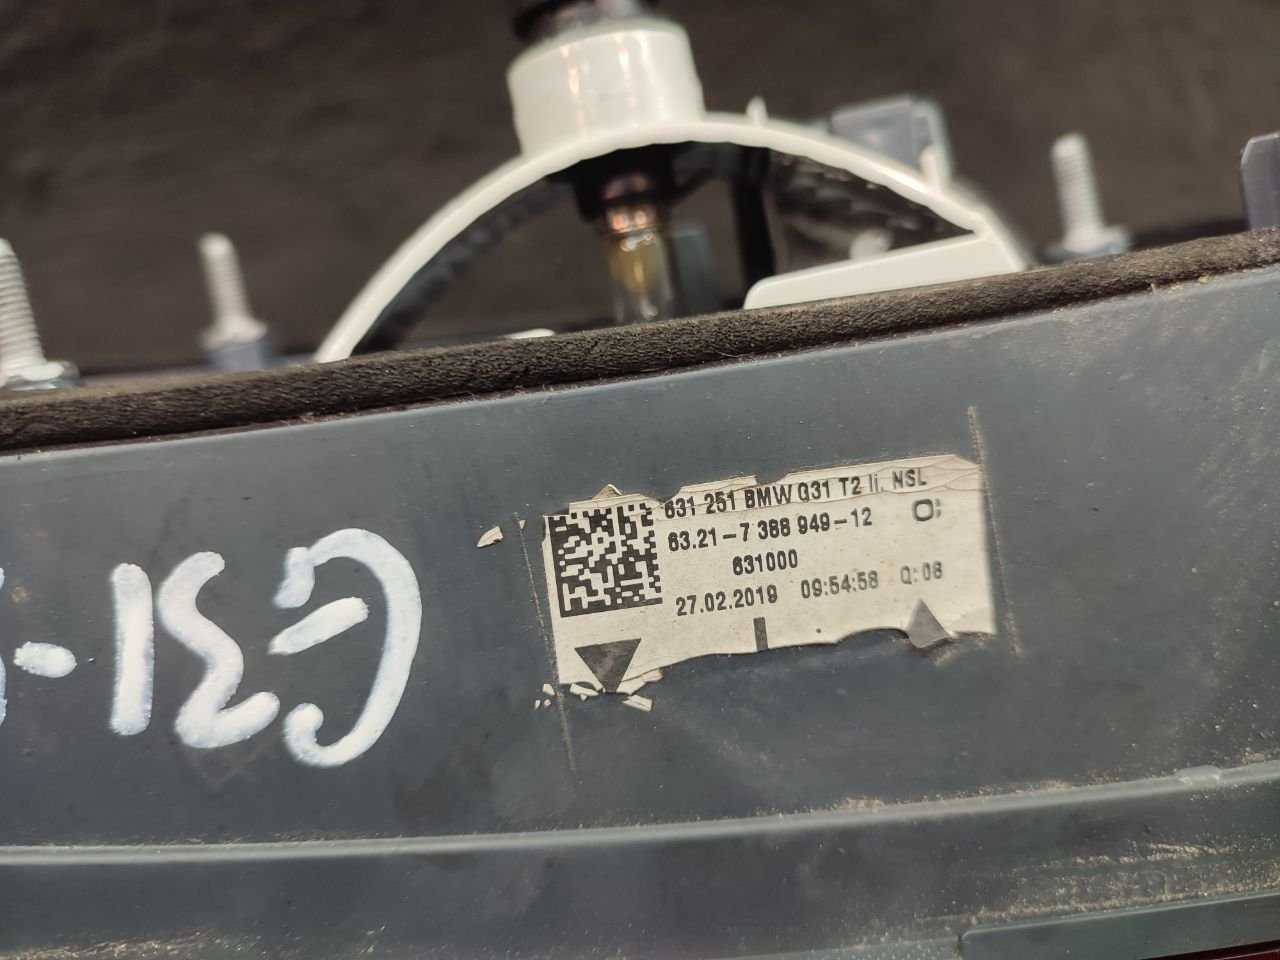 631 251 BMW G31 T2 li. NSL
63.21-7 388 949-12 O:
631000
27.02.2019 09:54:58 Q:08
G31-